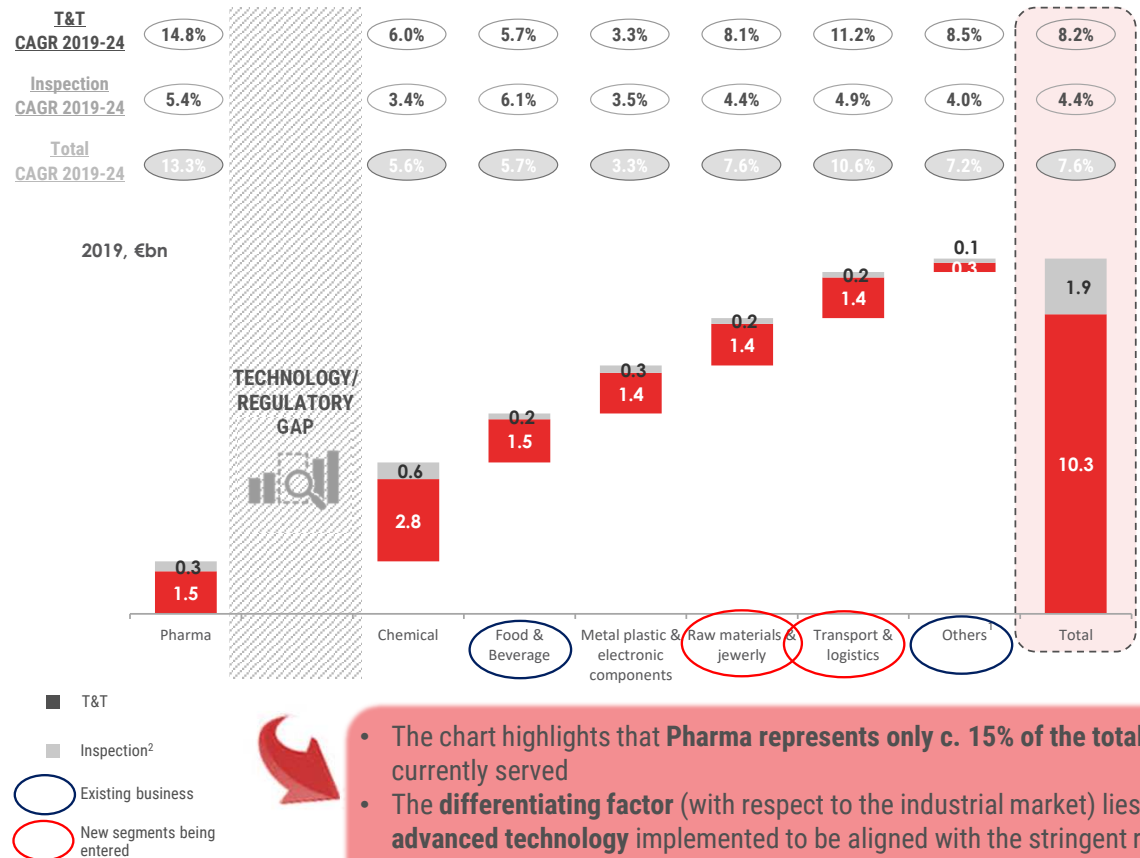 T&T
CAGR 2019-24
14.8%
6.0%
5.7%
3.3%
8.1%
11.2%
8.5%
8.2%
Inspection
CAGR 2019-24
5.4%
3.4%
6.1%
3.5%
4.4%
4.9%
4.0%
4.4%
Total
CAGR 2019-24
13.3%
5.6%
5.7%
3.3%
7.6%
10.6%
7.2%
7.6%
2019, €bn
TECHNOLOGY/
REGULATORY
GAP
0.3
1.5
0.6
2.8
0.2
1.5
0.3
1.4
0.2
1.4
0.2
1.4
0.1
0.3
1.9
10.3
Pharma
Chemical
Food &
Beverage
Metal plastic &
electronic
components
Raw materials &
jewerly
Transport &
logistics
Others1
Total
T&T
Inspection2
Existing business
New segments being
entered
• The chart highlights that Pharma represents only c. 15% of the total
currently served
• The differentiating factor (with respect to the industrial market) lies
advanced technology implemented to be aligned with the stringent